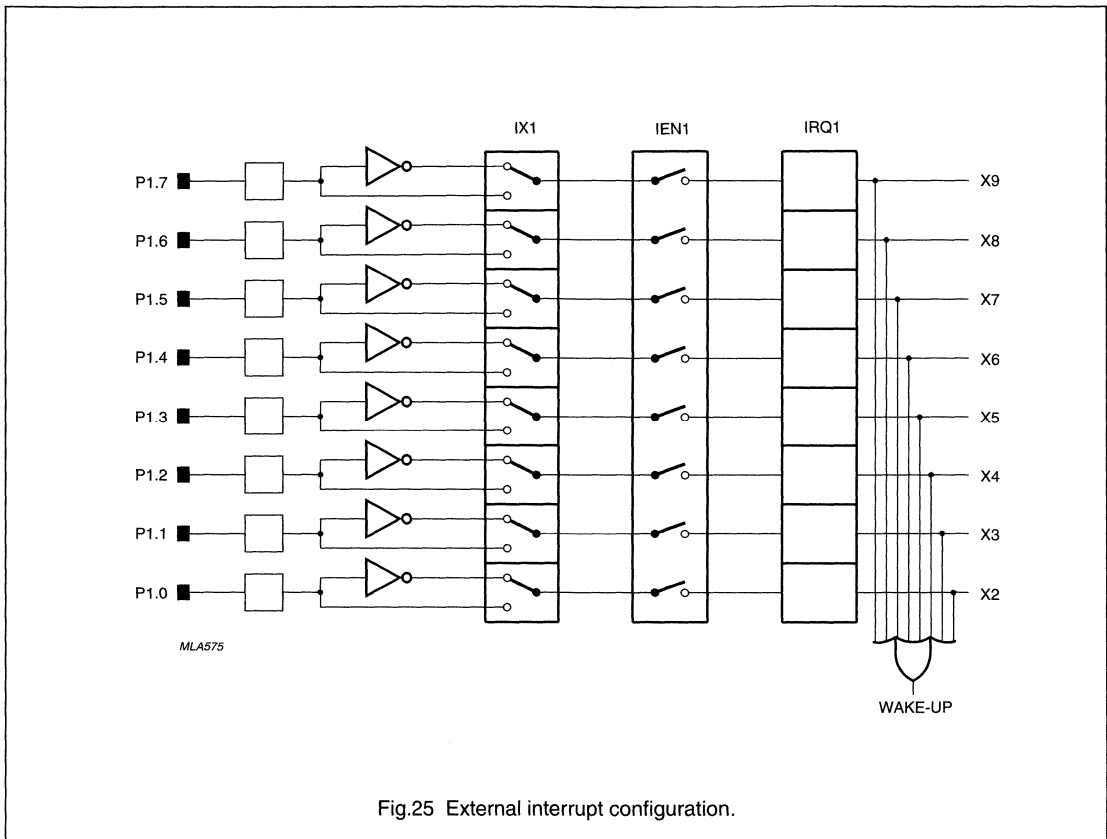 IX1 IEN1 IRQ1
P1.7 X9
P1.6 X8
P1.5 X7
P1.4 X6
P1.3 X5
P1.2 X4
P1.1 X3
P1.0 X2
MLA575
WAKE-UP
Fig.25 External interrupt configuration.